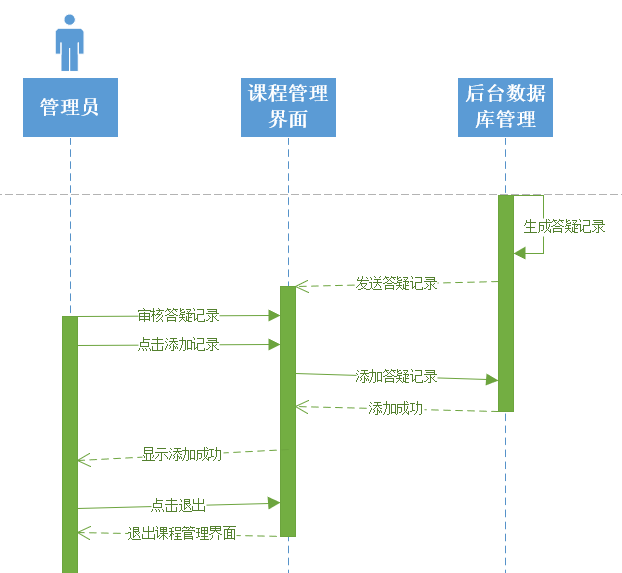 管理员
课程管理
界面
后台数据
库管理
生成答疑记录
发送答疑记录
审核答疑记录
点击添加记录
添加答疑记录
添加成功
显示添加成功
点击退出
退出课程管理界面